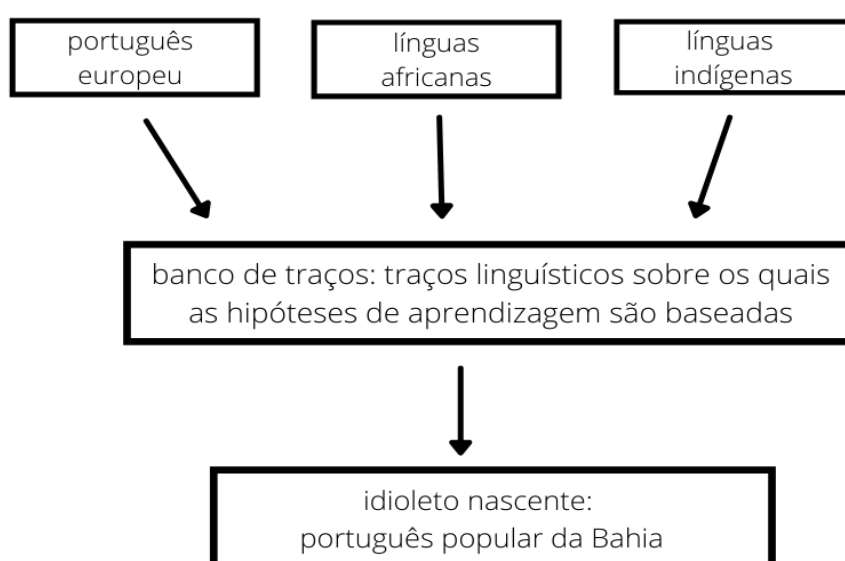 português
europeu
línguas
africanas
línguas
indígenas
banco de traços: traços linguísticos sobre os quais
as hipóteses de aprendizagem são baseadas
idioleto nascente:
português popular da Bahia